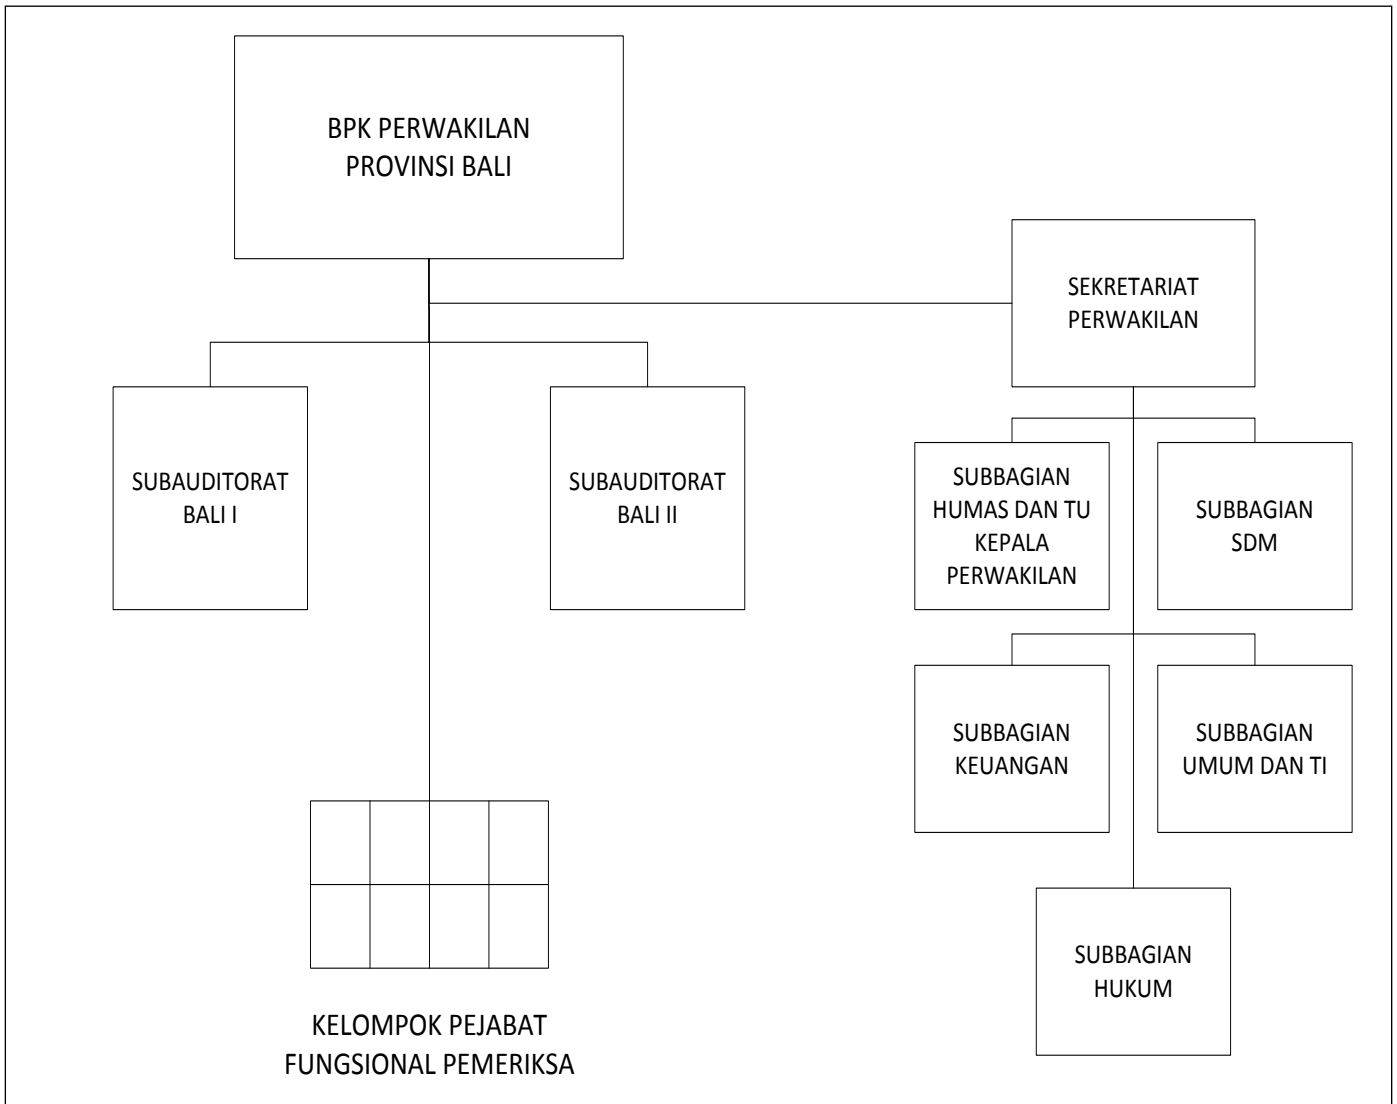 BPK PERWAKILAN
PROVINSI BALI
SEKRETARIAT
PERWAKILAN
SUBAUDITORAT
BALI I
SUBAUDITORAT
BALI II
SUBBAGIAN
HUMAS DAN TU
KEPALA
PERWAKILAN
SUBBAGIAN
SDM
SUBBAGIAN
KEUANGAN
SUBBAGIAN
UMUM DAN TI
SUBBAGIAN
HUKUM
KELOMPOK PEJABAT
FUNGSIONAL PEMERIKSA